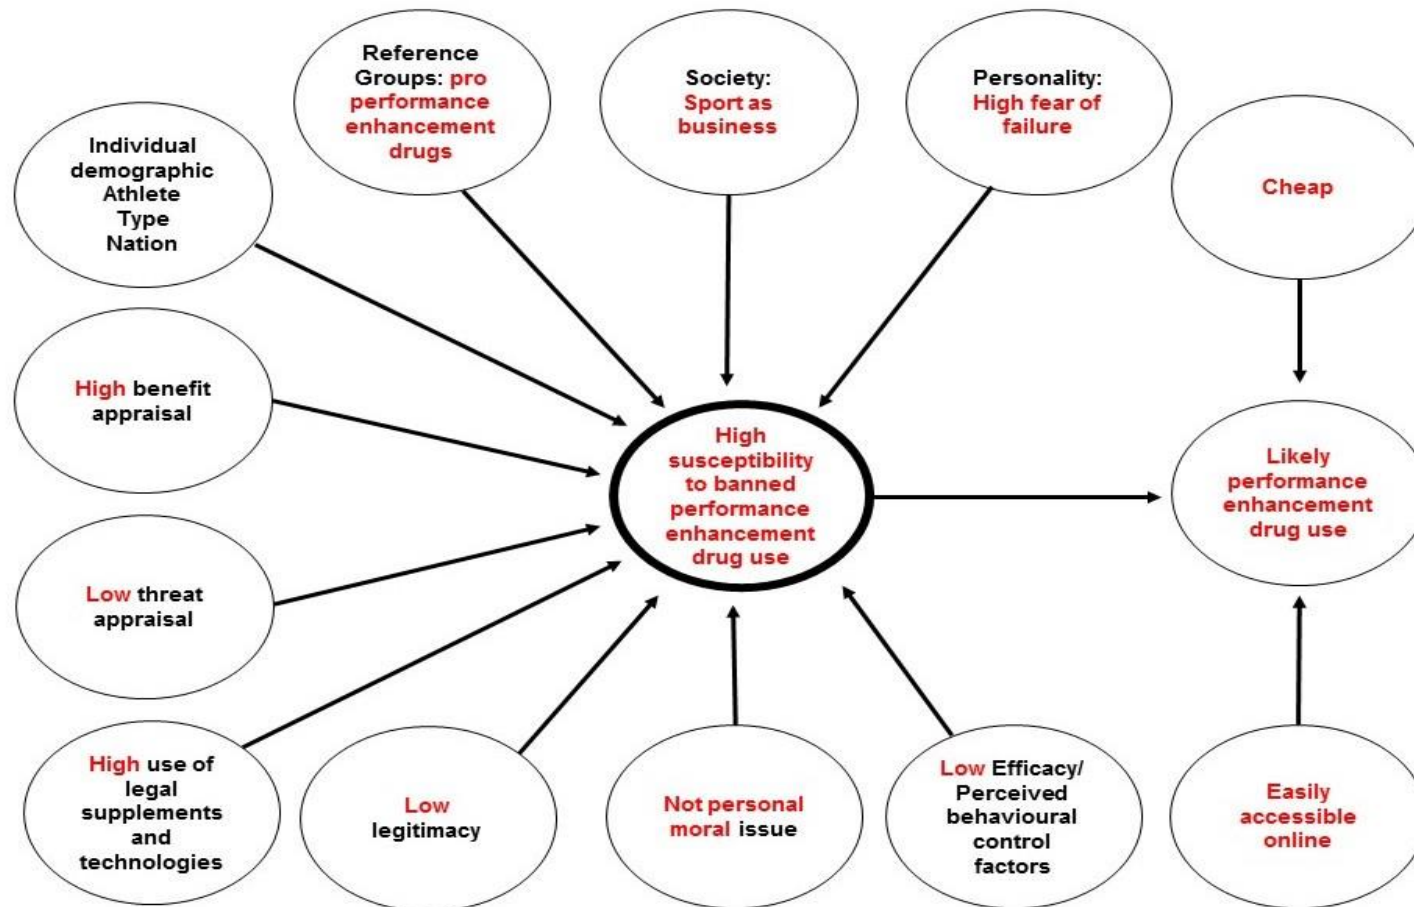 Reference
Groups: pro
performance
enhancement
drugs
Society:
Sport as
business
Personality:
High fear of
failure
Individual
demographic
Athlete
Type
Nation
Cheap
High benefit
appraisal
High
susceptibility
to banned
performance
enhancement
drug use
Likely
performance
enhancement
drug use
Low threat
appraisal
High use of
legal
supplements
and
technologies
Low
legitimacy
Not personal
moral issue
Low Efficacy/
Perceived
behavioural
control
factors
Easily
accessible
online